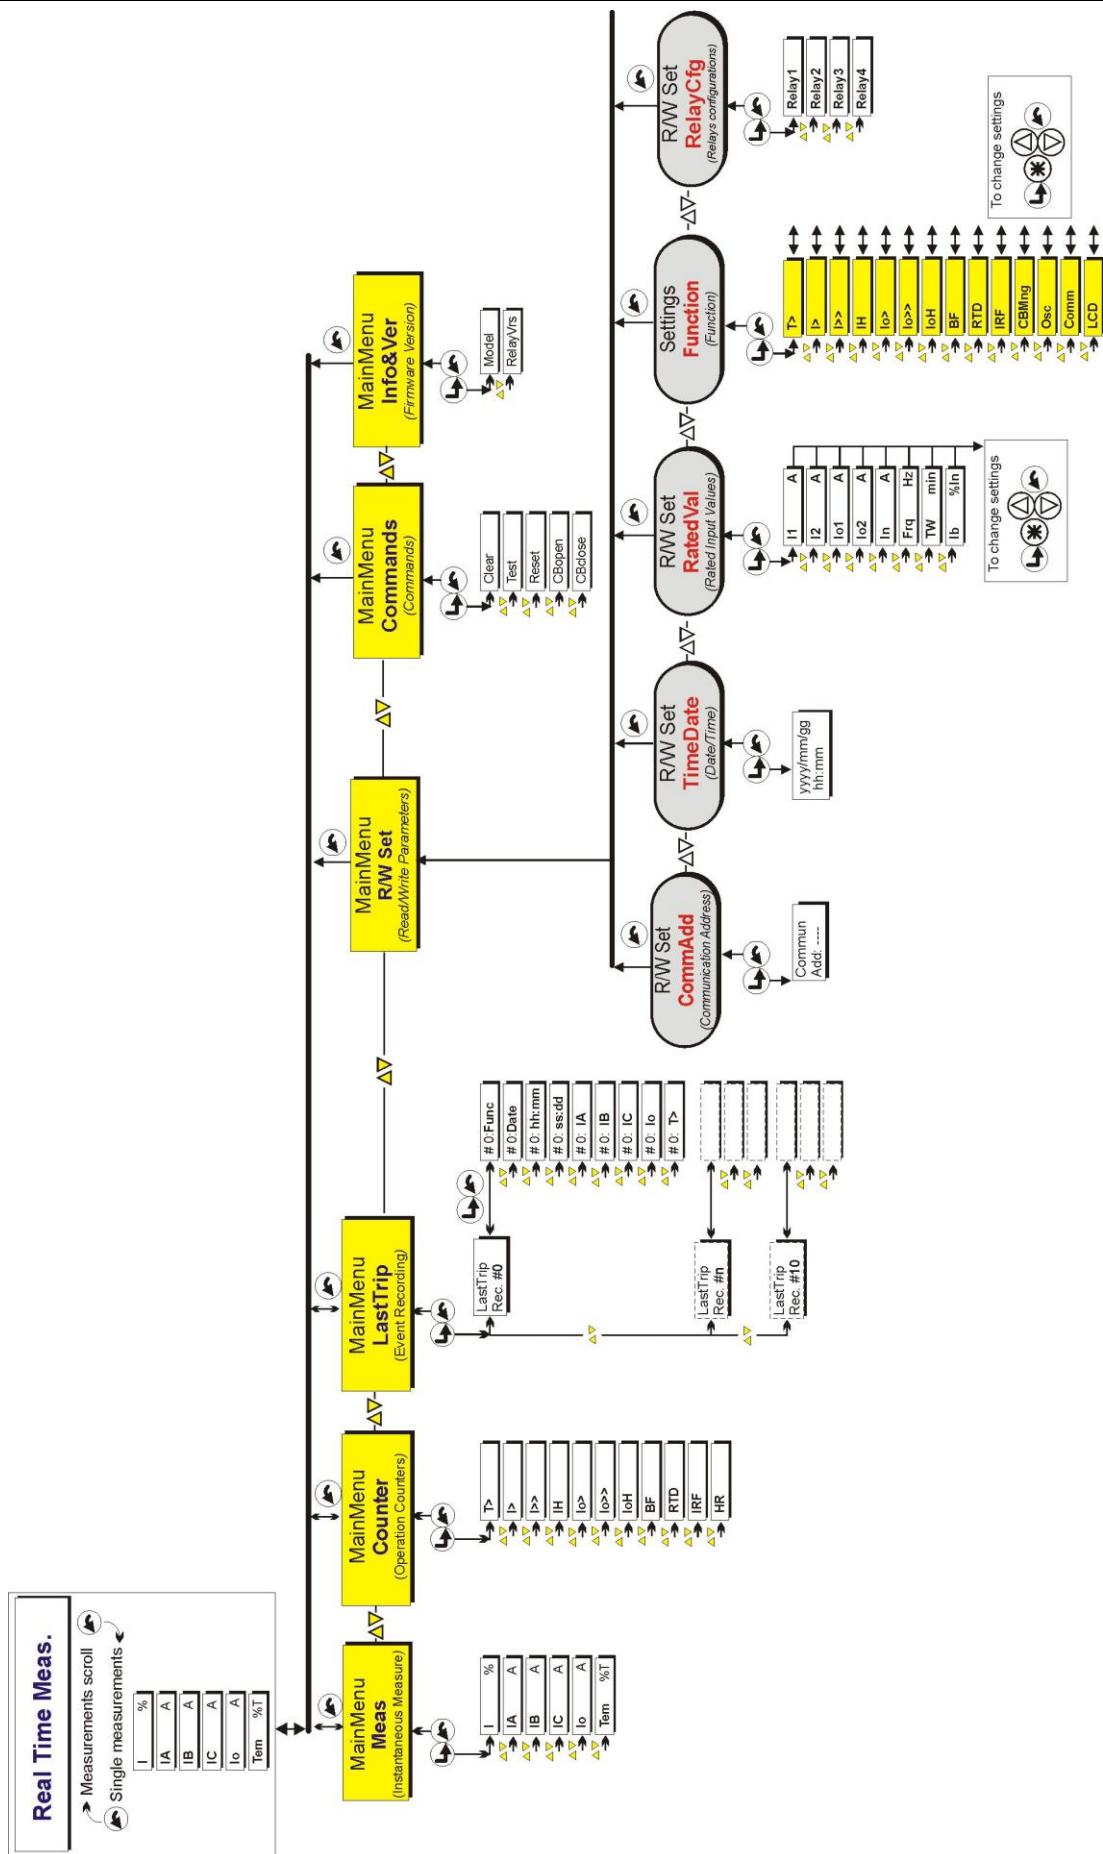 Real Time Meas.
Measurements scroll
Single measurements
I %
IA A
IB A
IC A
Io A
Tem %T
MainMenu
Meas
(Instantaneous Measure)
I %
IA A
IB A
IC A
Io A
Tem %T
MainMenu
Counter
(Operation Counters)
T>
I>
I>>
IH
Io>
Io>>
IoH
BF
RTD
IRF
HR
MainMenu
LastTrip
(Event Recording)
LastTrip
Rec. #0
# 0:Func
# 0:Date
# 0: hh:mm
# 0: ss:dd
# 0: IA
# 0: IB
# 0: IC
# 0: Io
# 0: T>
LastTrip
Rec. #n
LastTrip
Rec. #10
MainMenu
R/W Set
(Read/Write Parameters)
MainMenu
Commands
(Commands)
Clear
Test
Reset
CBopen
CBclose
MainMenu
Info&Ver
(Firmware Version)
Model
RelayVrs
R/W Set
CommAdd
(Communication Address)
Commun
Add: ----
R/W Set
TimeDate
(Date/Time)
yyyy/mm/gg
hh:mm
R/W Set
RatedVal
(Rated Input Values)
I1 A
I2 A
Io1 A
Io2 A
In A
Frq Hz
TW min
Ib %In
To change settings
Settings
Function
(Function)
T>
I>
I>>
IH
Io>
Io>>
IoH
BF
RTD
IRF
CBMng
Osc
Comm
LCD
To change settings
R/W Set
RelayCfg
(Relays configurations)
Relay1
Relay2
Relay3
Relay4